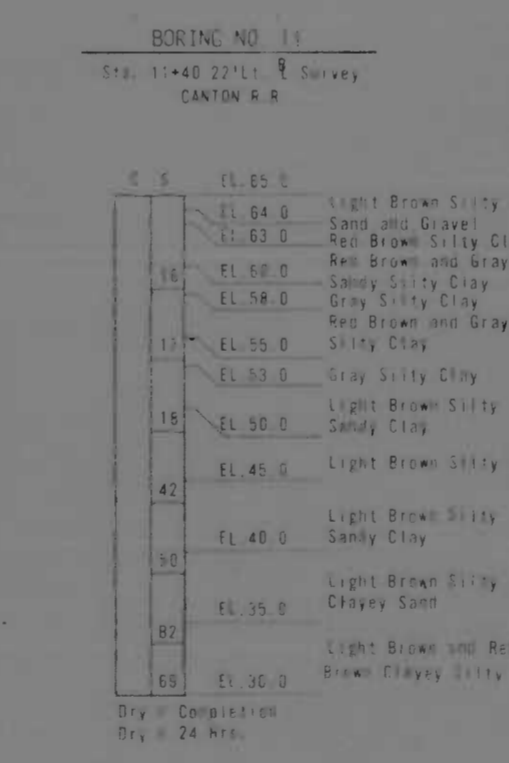 BORING NO. 11
Sta. 11+40 22'Lt. ℄ Survey
CANTON R.R.
C S EL.65.0
Light Brown Silty
EL.64.0 Sand and Gravel
EL.63.0 Red Brown Silty Cl
Red Brown and Gray
16 EL.60.0 Sandy Silty Clay
EL.58.0 Gray Silty Clay
Red Brown and Gray
EL.55.0 Silty Clay
EL.53.0 Gray Silty Clay
Light Brown Silty
18 EL.50.0 Sandy Clay
EL.45.0 Light Brown Silty
42
Light Brown Silty
EL.40.0 Sandy Clay
50
Light Brown Silty
EL.35.0 Clayey Sand
82
Light Brown and Re
69 EL.30.0 Brown Clayey Silty
Dry @ Completion
Dry @ 24 Hrs.